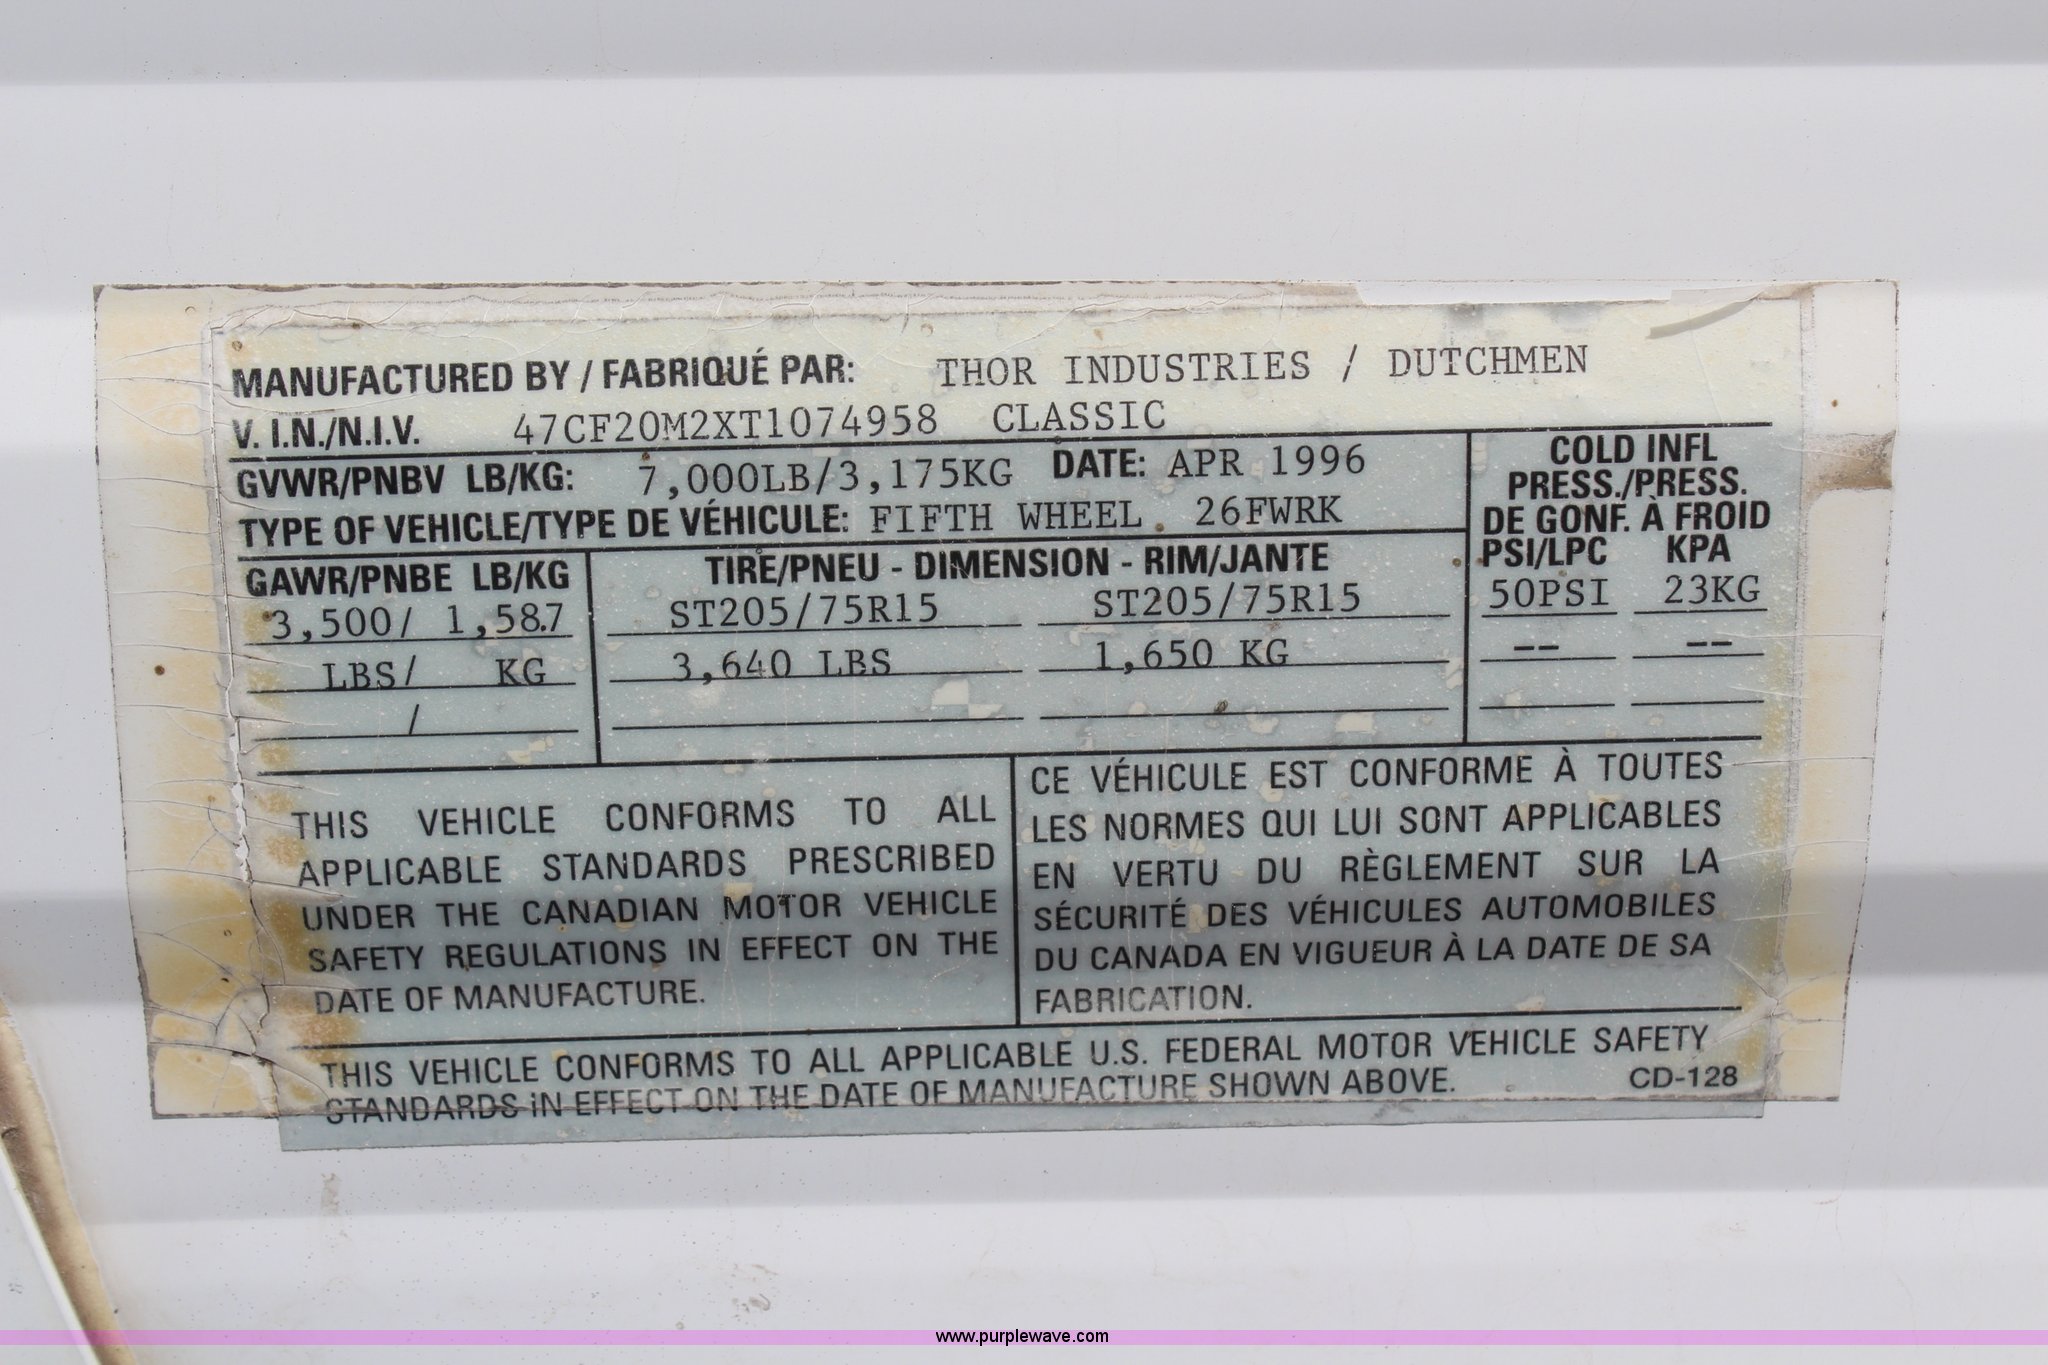 MANUFACTURED BY / FABRIQUÉ PAR: THOR INDUSTRIES / DUTCHMEN
V. I.N./N.I.V. 47CF20M2XT1074958 CLASSIC
GVWR/PNBV LB/KG: 7,000LB/3,175KG DATE: APR 1996
TYPE OF VEHICLE/TYPE DE VÉHICULE: FIFTH WHEEL. 26FWRK
COLD INFL
PRESS./PRESS.
DE GONF. À FROID
PSI/LPC KPA
GAWR/PNBE LB/KG TIRE/PNEU - DIMENSION - RIM/JANTE
3,500/ 1,58.7 ST205/75R15 ST205/75R15 50PSI 23KG
LBS/ KG 3,640 LBS 1,650 KG -- --
/
THIS VEHICLE CONFORMS TO ALL
APPLICABLE STANDARDS PRESCRIBED
UNDER THE CANADIAN MOTOR VEHICLE
SAFETY REGULATIONS IN EFFECT ON THE
DATE OF MANUFACTURE.
CE VÉHICULE EST CONFORME À TOUTES
LES NORMES QUI LUI SONT APPLICABLES
EN VERTU DU RÈGLEMENT SUR LA
SÉCURITÉ DES VÉHICULES AUTOMOBILES
DU CANADA EN VIGUEUR À LA DATE DE SA
FABRICATION.
THIS VEHICLE CONFORMS TO ALL APPLICABLE U.S. FEDERAL MOTOR VEHICLE SAFETY
STANDARDS IN EFFECT ON THE DATE OF MANUFACTURE SHOWN ABOVE. CD-128
www.purplewave.com